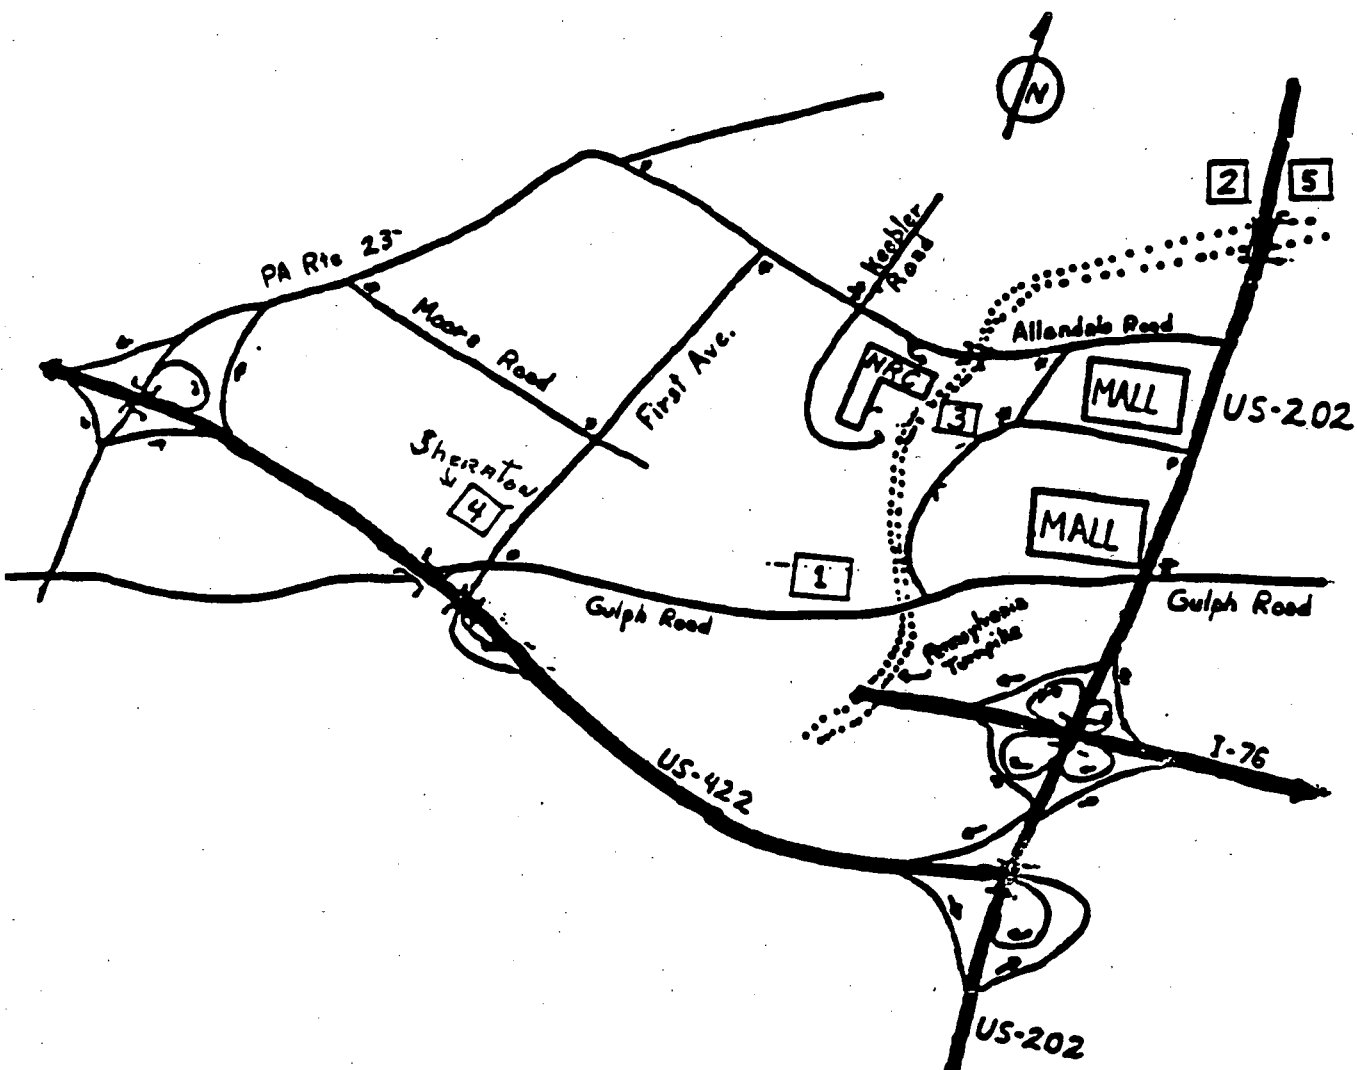 N
2
5
PA Rte 23
Keebler
Road
Moore Road
First Ave.
Allendale Road
NRC
MALL
3
US-202
Sheraton
4
MALL
1
Gulph Road
Gulph Road
Pennsylvania
Turnpike
I-76
US-422
US-202